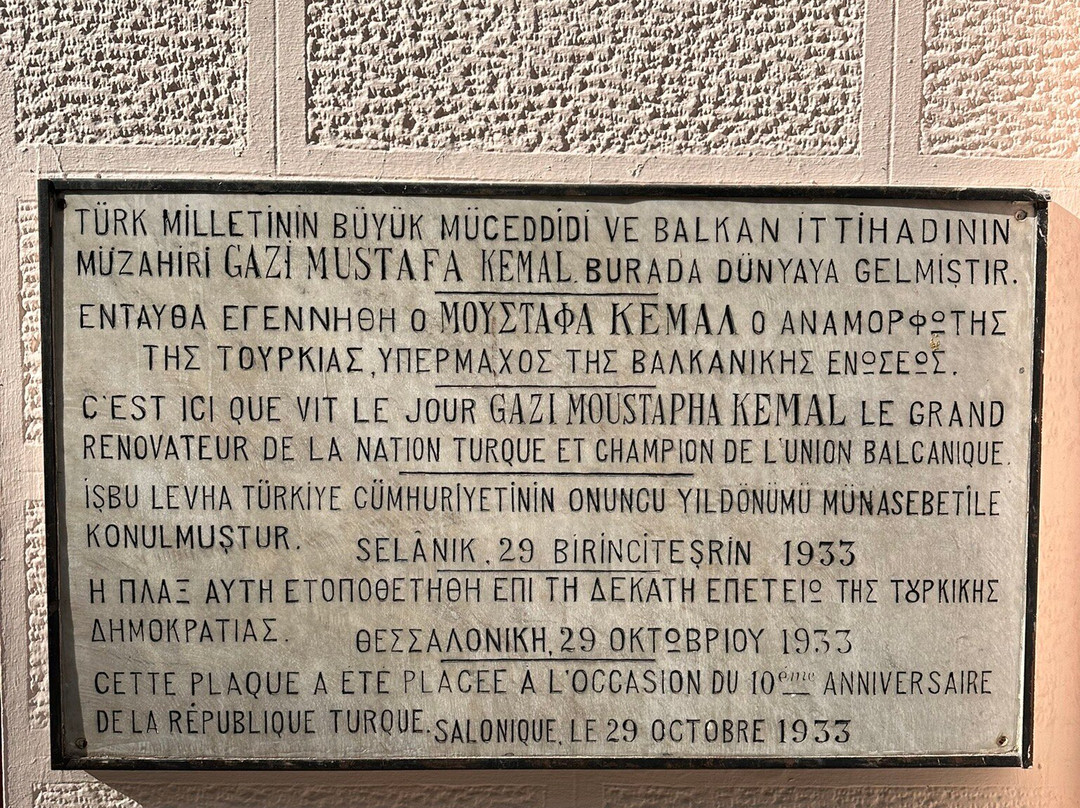 TÜRK MİLLETİNİN BÜYÜK MÜCEDDİDİ VE BALKAN İTTİHADININ
MÜZAHİRİ GAZİ MUSTAFA KEMAL BURADA DÜNYAYA GELMİŞTIR.
ΕΝΤΑΥΘΑ ΕΓΕΝΝΗΘΗ Ο ΜΟΥΣΤΑΦΑ ΚΕΜΑΛ Ο ΑΝΑΜΟΡΦΩΤΗΣ
ΤΗΣ ΤΟΥΡΚΙΑΣ, ΥΠΕΡΜΑΧΟΣ ΤΗΣ ΒΑΛΚΑΝΙΚΗΣ ΕΝΩΣΕΩΣ.
C'EST ICI QUE VIT LE JOUR GAZI MOUSTAPHA KEMAL LE GRAND
RENOVATEUR DE LA NATION TURQUE ET CHAMPION DE L'UNION BALCANIQUE.
İŞBU LEVHA TÜRKİYE CÜMHURİYETİNİN ONUNCU YILDÖNÜMÜ MÜNASEBETİLE
KONULMUŞTUR. SELÂNIK, 29 BİRİNCİTEŞRİN 1933
Η ΠΛΑΞ ΑΥΤΗ ΕΤΟΠΟΘΕΤΗΘΗ ΕΠΙ ΤΗ ΔΕΚΑΤΗ ΕΠΕΤΕΙΩ ΤΗΣ ΤȢΡΚΙΚΗΣ
ΔΗΜΟΚΡΑΤΙΑΣ. ΘΕΣΣΑΛΟΝΙΚΗ, 29 ΟΚΤΩΒΡΙΟΥ 1933
CETTE PLAQUE A ETE PLACEE A L'OCCASION DU 10ème ANNIVERSAIRE
DE LA RÉPUBLIQUE TURQUE. SALONIQUE, LE 29 OCTOBRE 1933